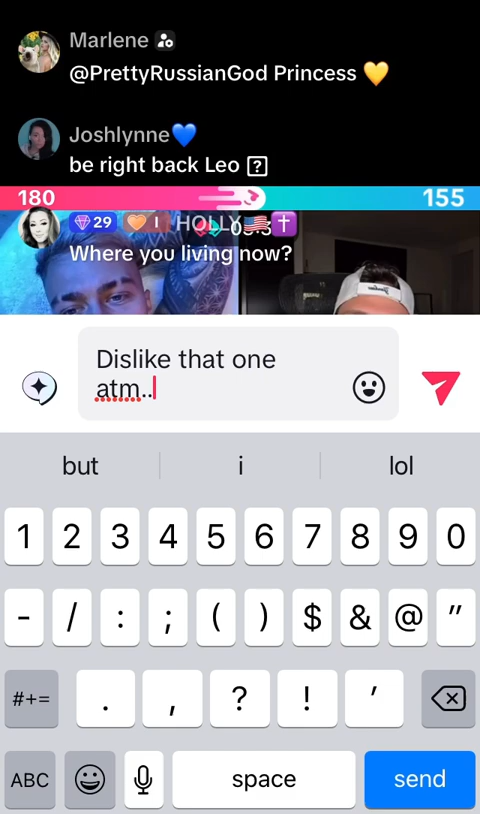 Marlene
@PrettyRussianGod Princess 💛
Joshlynne💙
be right back Leo
180
155
29 I HOLLY🇺🇸✝️
Where you living now?
Dislike that one
atm..
but i lol
1 2 3 4 5 6 7 8 9 0
- / : ; ( ) $ & @ "
#+= . , ? ! '
ABC space send